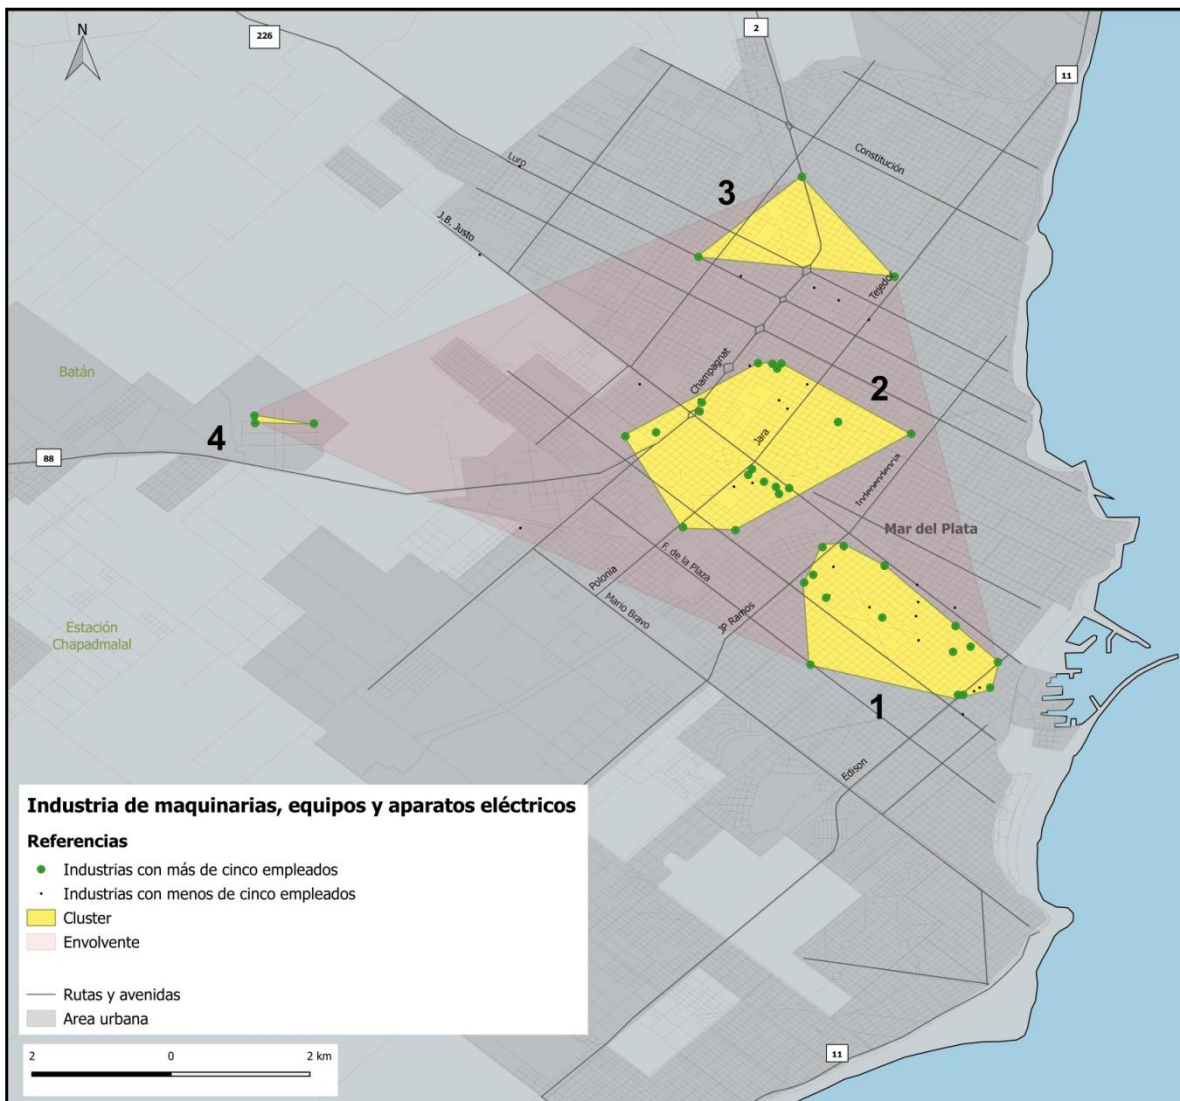 N
226
2
11
Constitución
Luro
3
J.B. Justo
Tejedor
Champagnat
Batán
2
4
Jara
88
Independencia
Mar del Plata
F. de la Plaza
Polonia
Mario Bravo
JP Ramos
Estación
Chapadmalal
1
Edison
Industria de maquinarias, equipos y aparatos eléctricos
Referencias
Industrias con más de cinco empleados
Industrias con menos de cinco empleados
Cluster
Envolvente
Rutas y avenidas
Area urbana
2 0 2 km
11